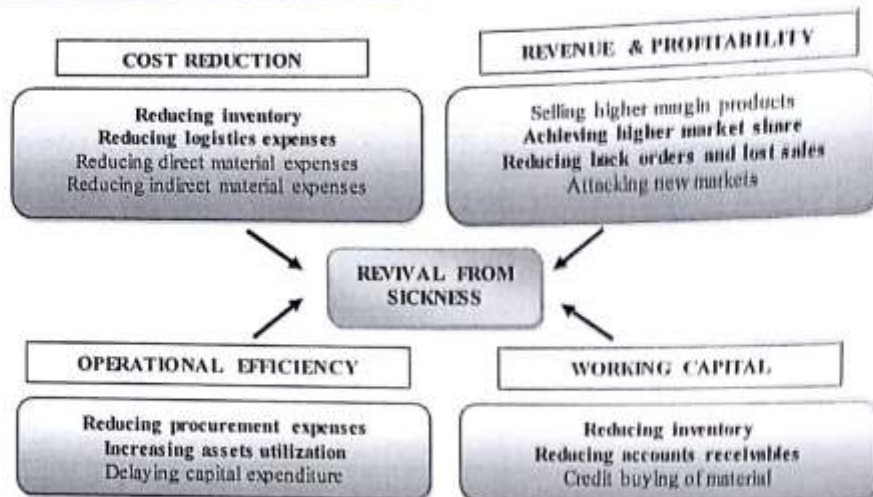 COST REDUCTION
Reducing inventory
Reducing logistics expenses
Reducing direct material expenses
Reducing indirect material expenses
REVENUE & PROFITABILITY
Selling higher margin products
Achieving higher market share
Reducing back orders and lost sales
Attacking new markets
REVIVAL FROM
SICKNESS
OPERATIONAL EFFICIENCY
Reducing procurement expenses
Increasing assets utilization
Delaying capital expenditure
WORKING CAPITAL
Reducing inventory
Reducing accounts receivables
Credit buying of material